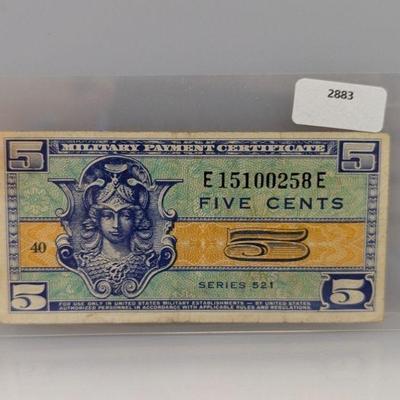 2883
MILITARY PAYMENT CERTIFICATE
5 5
E15100258E
FIVE CENTS
40 5
SERIES 521
5 5
FOR USE ONLY IN UNITED STATES MILITARY ESTABLISHMENTS — BY UNITED STATES
AUTHORIZED PERSONNEL IN ACCORDANCE WITH APPLICABLE RULES AND REGULATIONS.